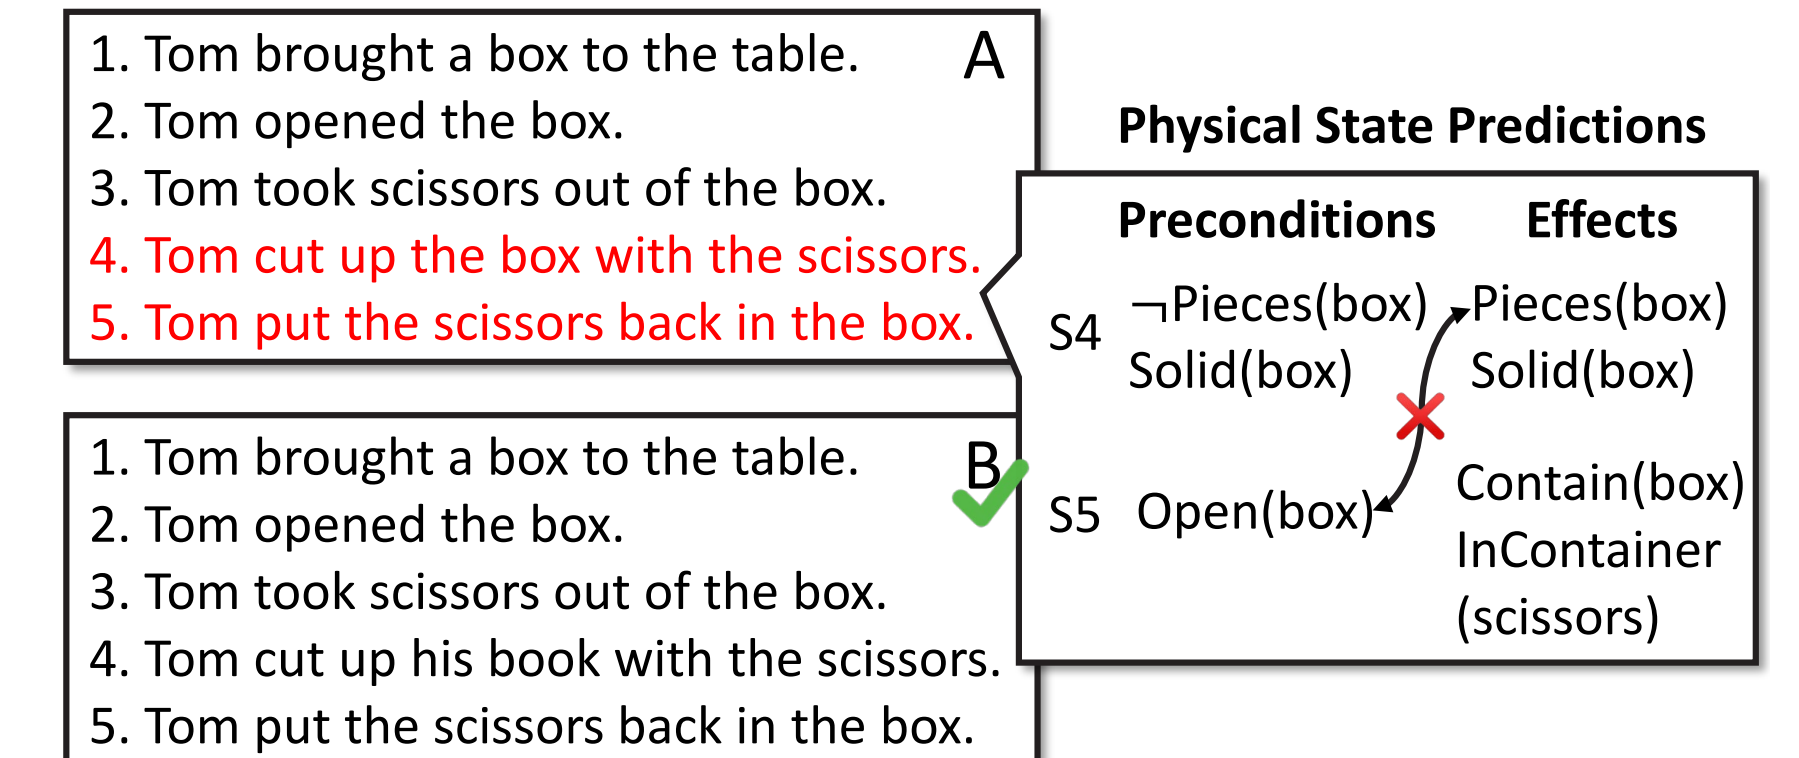 1. Tom brought a box to the table.
A
2. Tom opened the box.
3. Tom took scissors out of the box.
4. Tom cut up the box with the scissors.
5. Tom put the scissors back in the box.
1. Tom brought a box to the table.
B
2. Tom opened the box.
3. Tom took scissors out of the box.
4. Tom cut up his book with the scissors.
5. Tom put the scissors back in the box.
Physical State Predictions
Preconditions Effects
S4
¬Pieces(box) Pieces(box)
Solid(box) Solid(box)
S5 Open(box)
Contain(box)
InContainer
(scissors)